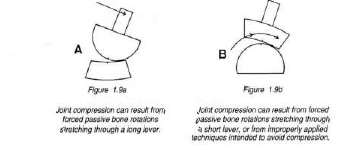 A
B
Figure 1.9a
Figure 1.9b
Joint compression can result from
forced passive bone rotations
stretching through a long lever.
Joint compression can result from forced
passive bone rotations stretching through
a short lever, or from improperly applied
techniques intended to avoid compression.